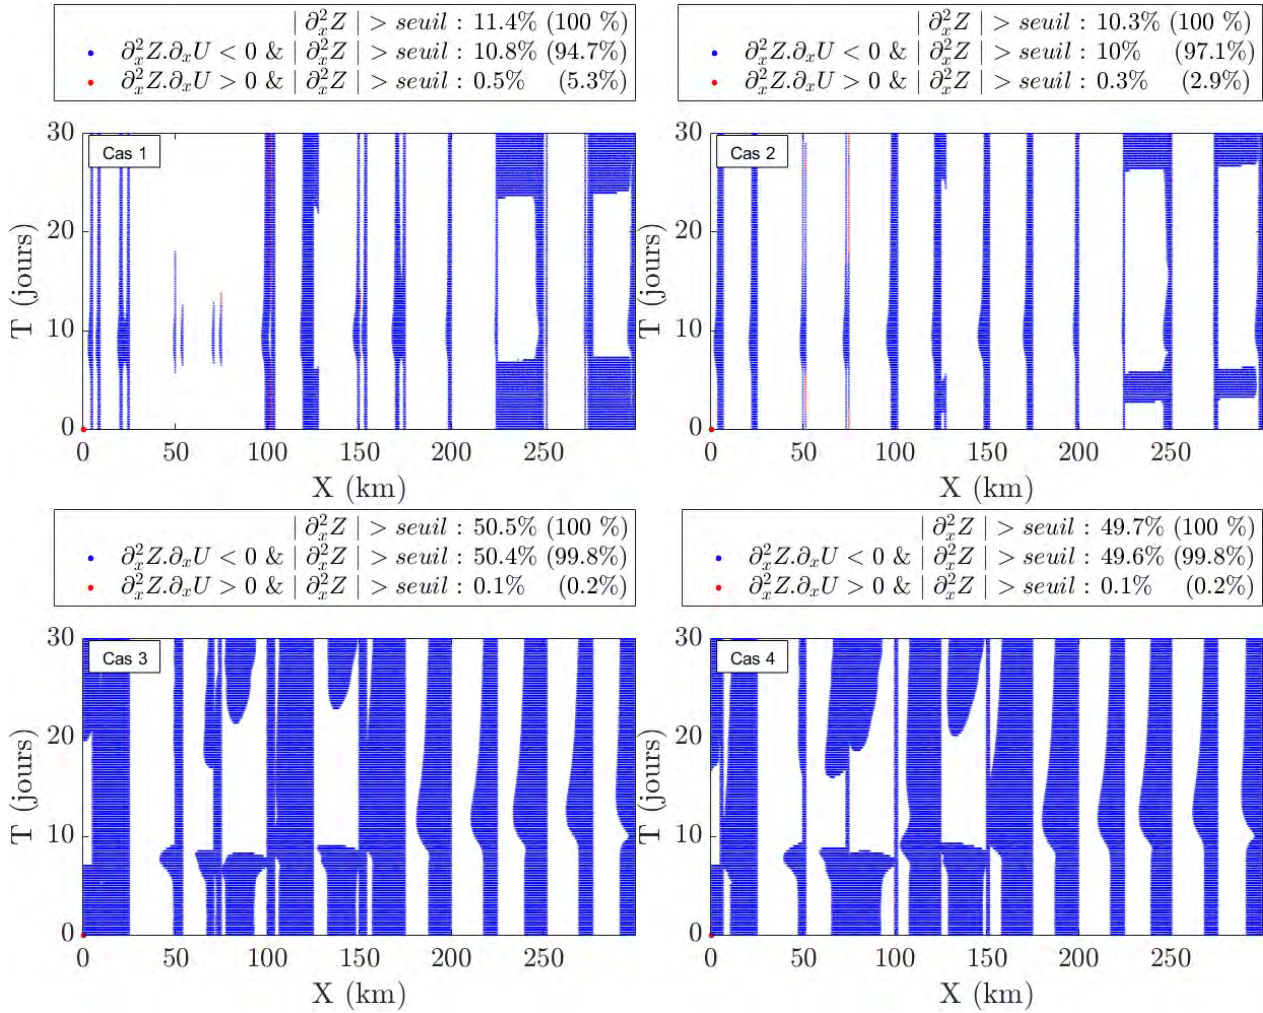 | ∂²ₓZ | > seuil : 11.4% (100 %)
∂²ₓZ.∂ₓU < 0 & | ∂²ₓZ | > seuil : 10.8% (94.7%)
∂²ₓZ.∂ₓU > 0 & | ∂²ₓZ | > seuil : 0.5% (5.3%)
Cas 1
30
20
10
0
T (jours)
0 50 100 150 200 250
X (km)
| ∂²ₓZ | > seuil : 10.3% (100 %)
∂²ₓZ.∂ₓU < 0 & | ∂²ₓZ | > seuil : 10% (97.1%)
∂²ₓZ.∂ₓU > 0 & | ∂²ₓZ | > seuil : 0.3% (2.9%)
Cas 2
30
20
10
0
T (jours)
0 50 100 150 200 250
X (km)
| ∂²ₓZ | > seuil : 50.5% (100 %)
∂²ₓZ.∂ₓU < 0 & | ∂²ₓZ | > seuil : 50.4% (99.8%)
∂²ₓZ.∂ₓU > 0 & | ∂²ₓZ | > seuil : 0.1% (0.2%)
Cas 3
30
20
10
0
T (jours)
0 50 100 150 200 250
X (km)
| ∂²ₓZ | > seuil : 49.7% (100 %)
∂²ₓZ.∂ₓU < 0 & | ∂²ₓZ | > seuil : 49.6% (99.8%)
∂²ₓZ.∂ₓU > 0 & | ∂²ₓZ | > seuil : 0.1% (0.2%)
Cas 4
30
20
10
0
T (jours)
0 50 100 150 200 250
X (km)